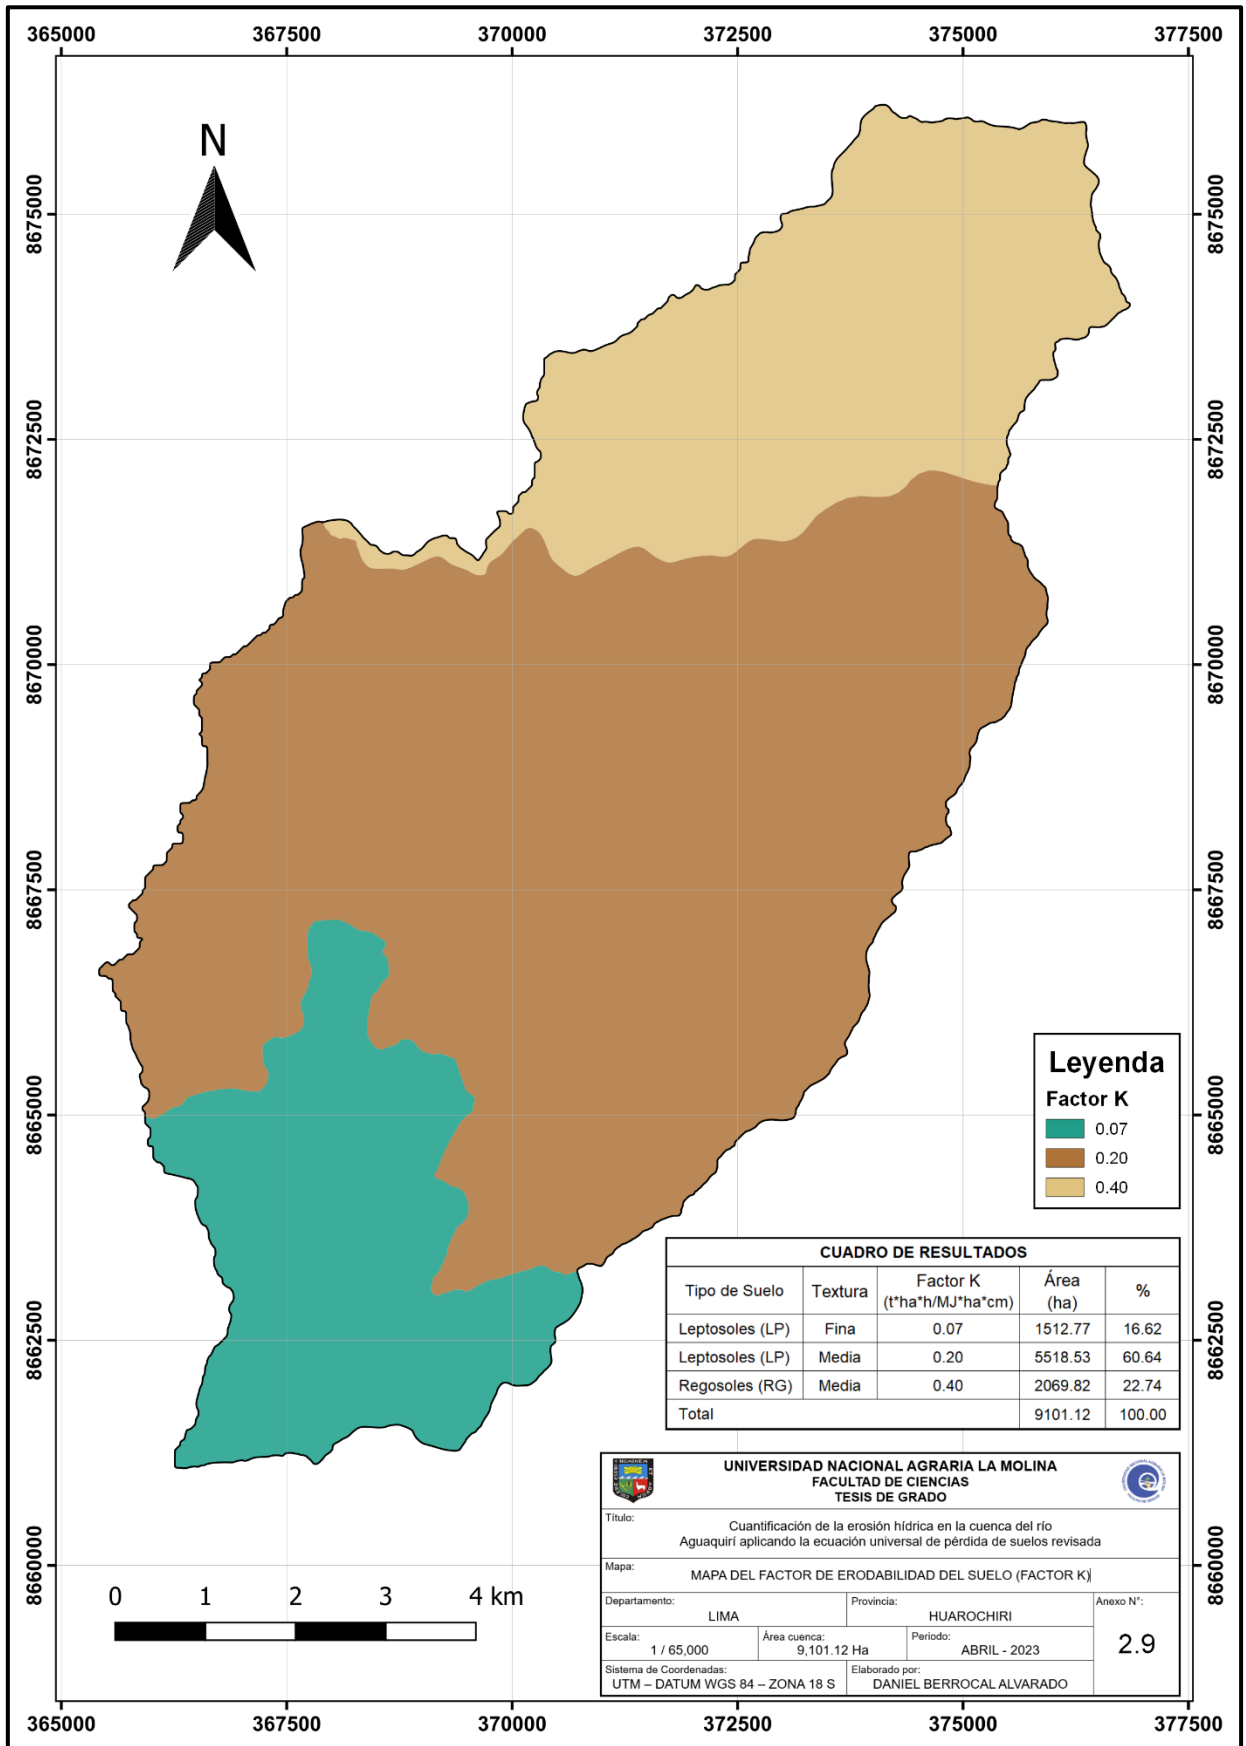 365000 367500 370000 372500 375000 377500
N
8675000 8675000
8672500 8672500
8670000 8670000
8667500 8667500
8665000 8665000
8662500 8662500
8660000 8660000
Leyenda
Factor K
0.07
0.20
0.40
CUADRO DE RESULTADOS
Tipo de Suelo Textura Factor K (t*ha*h/MJ*ha*cm) Área (ha) %
Leptosoles (LP) Fina 0.07 1512.77 16.62
Leptosoles (LP) Media 0.20 5518.53 60.64
Regosoles (RG) Media 0.40 2069.82 22.74
Total 9101.12 100.00
UNIVERSIDAD NACIONAL AGRARIA LA MOLINA
FACULTAD DE CIENCIAS
TESIS DE GRADO
Título:
Cuantificación de la erosión hídrica en la cuenca del río
Aguaquirí aplicando la ecuación universal de pérdida de suelos revisada
Mapa:
MAPA DEL FACTOR DE ERODABILIDAD DEL SUELO (FACTOR K)
Departamento: Provincia: Anexo N°:
LIMA HUAROCHIRI
2.9
Escala: Área cuenca: Periodo:
1 / 65,000 9,101.12 Ha ABRIL - 2023
Sistema de Coordenadas: Elaborado por:
UTM – DATUM WGS 84 – ZONA 18 S DANIEL BERROCAL ALVARADO
0 1 2 3 4 km
365000 367500 370000 372500 375000 377500